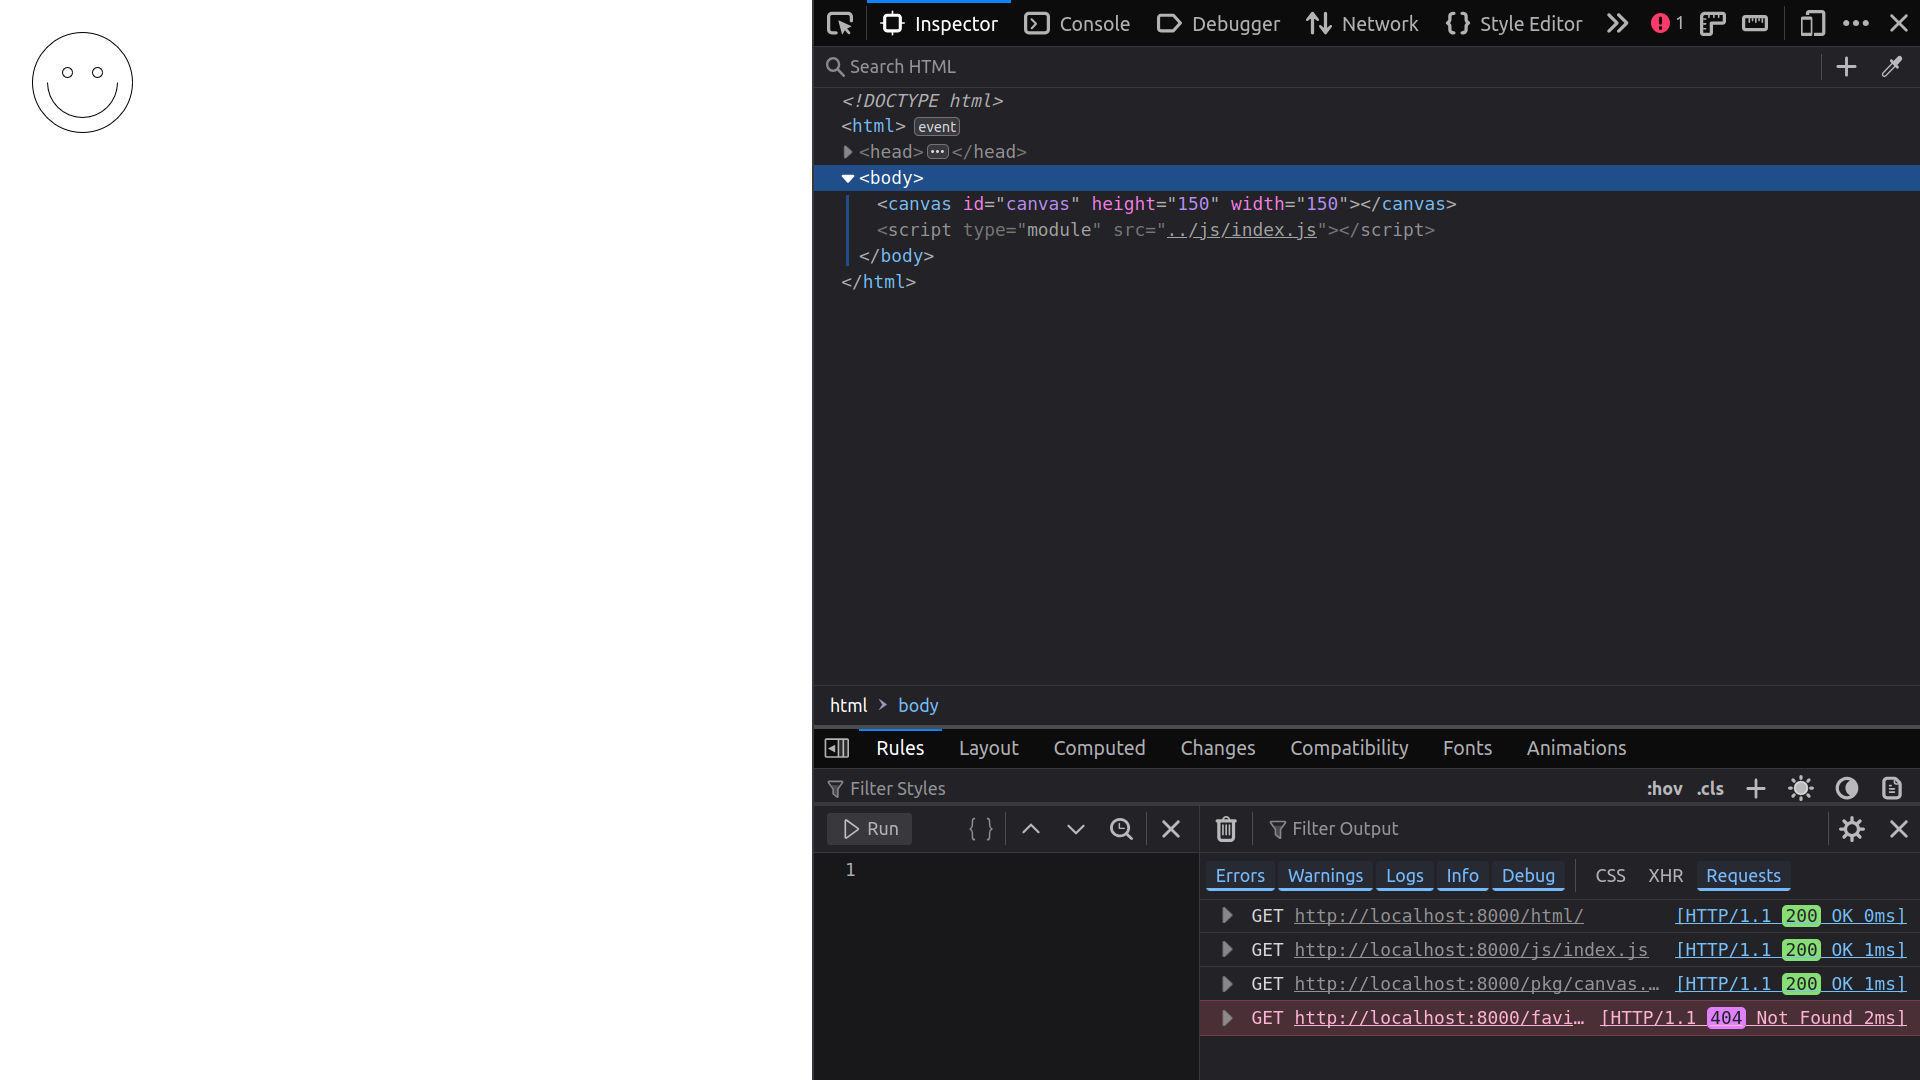 Inspector Console Debugger Network Style Editor 1
Search HTML
<!DOCTYPE html>
<html> event
<head> ••• </head>
<body>
<canvas id="canvas" height="150" width="150"></canvas>
<script type="module" src="../js/index.js"></script>
</body>
</html>
html body
Rules Layout Computed Changes Compatibility Fonts Animations
Filter Styles :hov .cls
Run { } Filter Output
1
Errors Warnings Logs Info Debug CSS XHR Requests
GET http://localhost:8000/html/ [HTTP/1.1 200 OK 0ms]
GET http://localhost:8000/js/index.js [HTTP/1.1 200 OK 1ms]
GET http://localhost:8000/pkg/canvas.… [HTTP/1.1 200 OK 1ms]
GET http://localhost:8000/favi… [HTTP/1.1 404 Not Found 2ms]